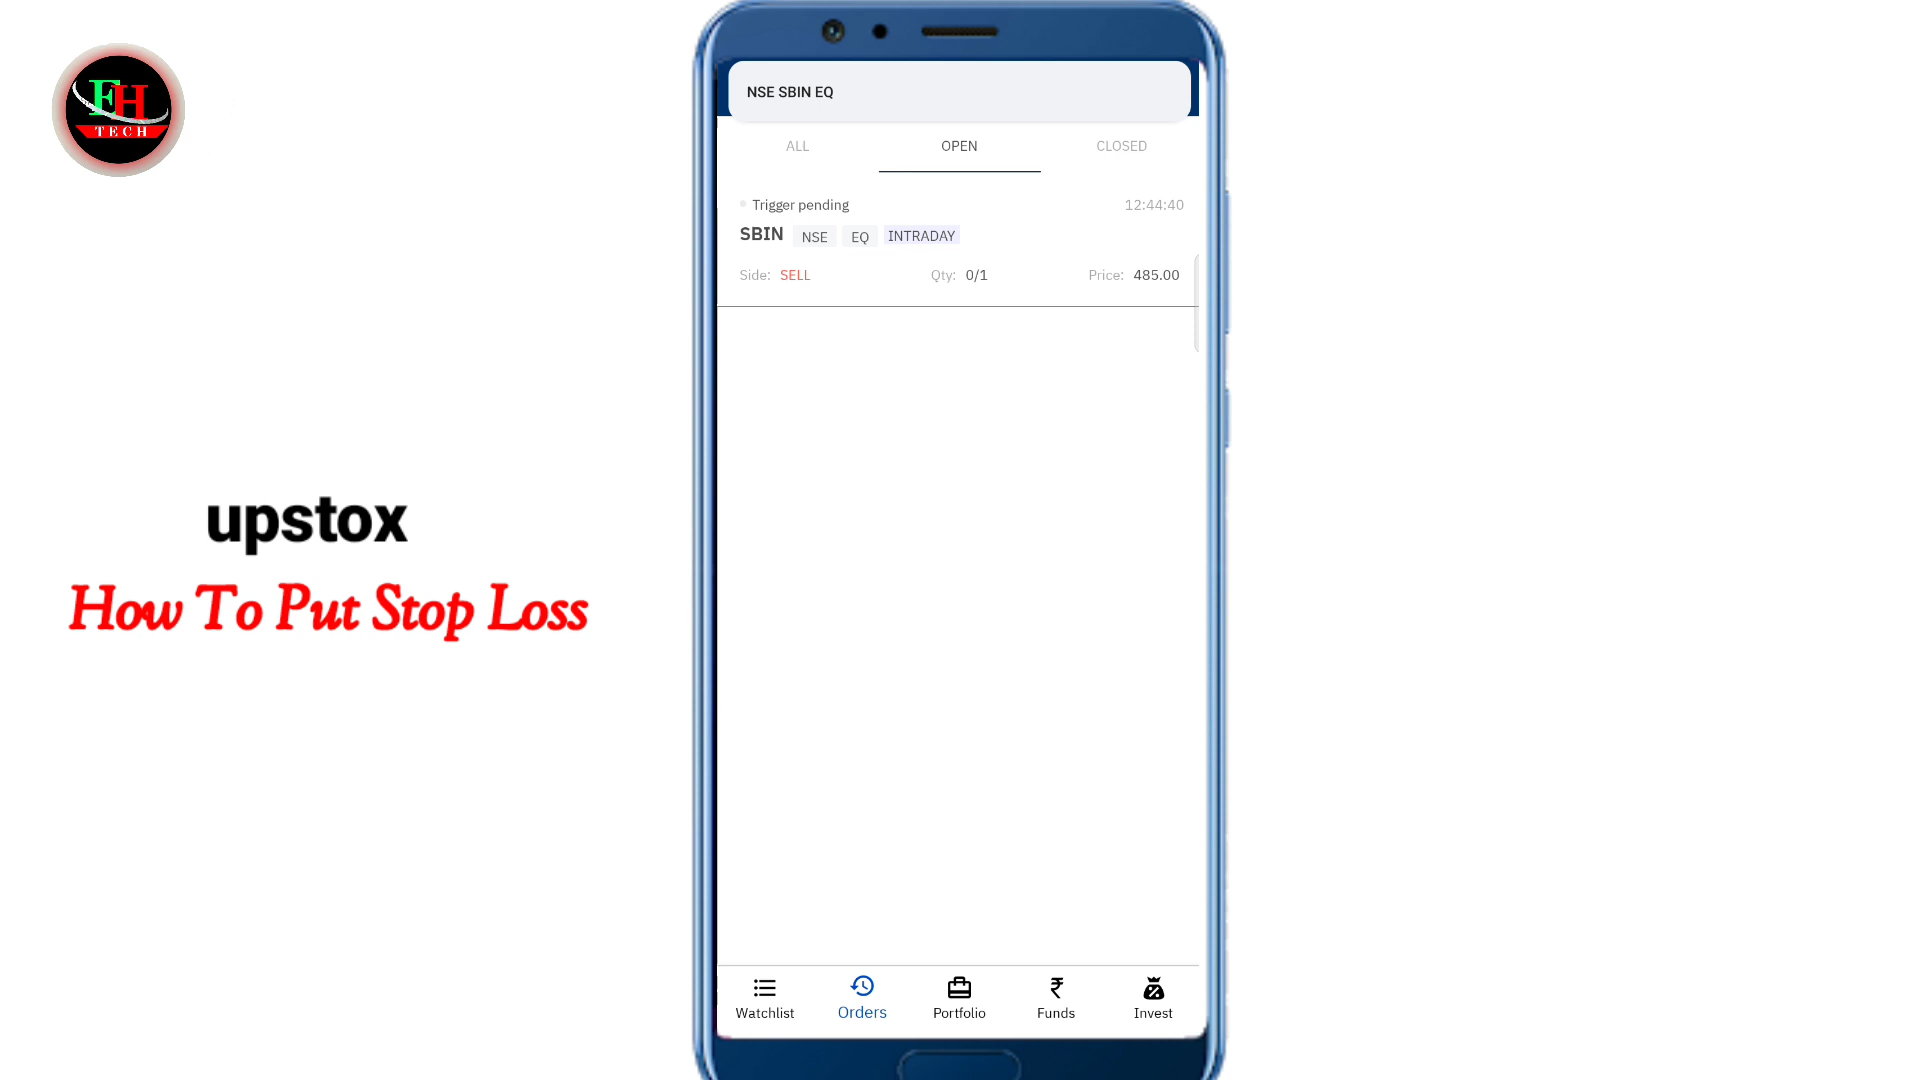 FH
TECH
upstox
How To Put Stop Loss
NSE SBIN EQ
ALL OPEN CLOSED
Trigger pending 12:44:40
SBIN NSE EQ INTRADAY
Side: SELL Qty: 0/1 Price: 485.00
Watchlist Orders Portfolio Funds Invest